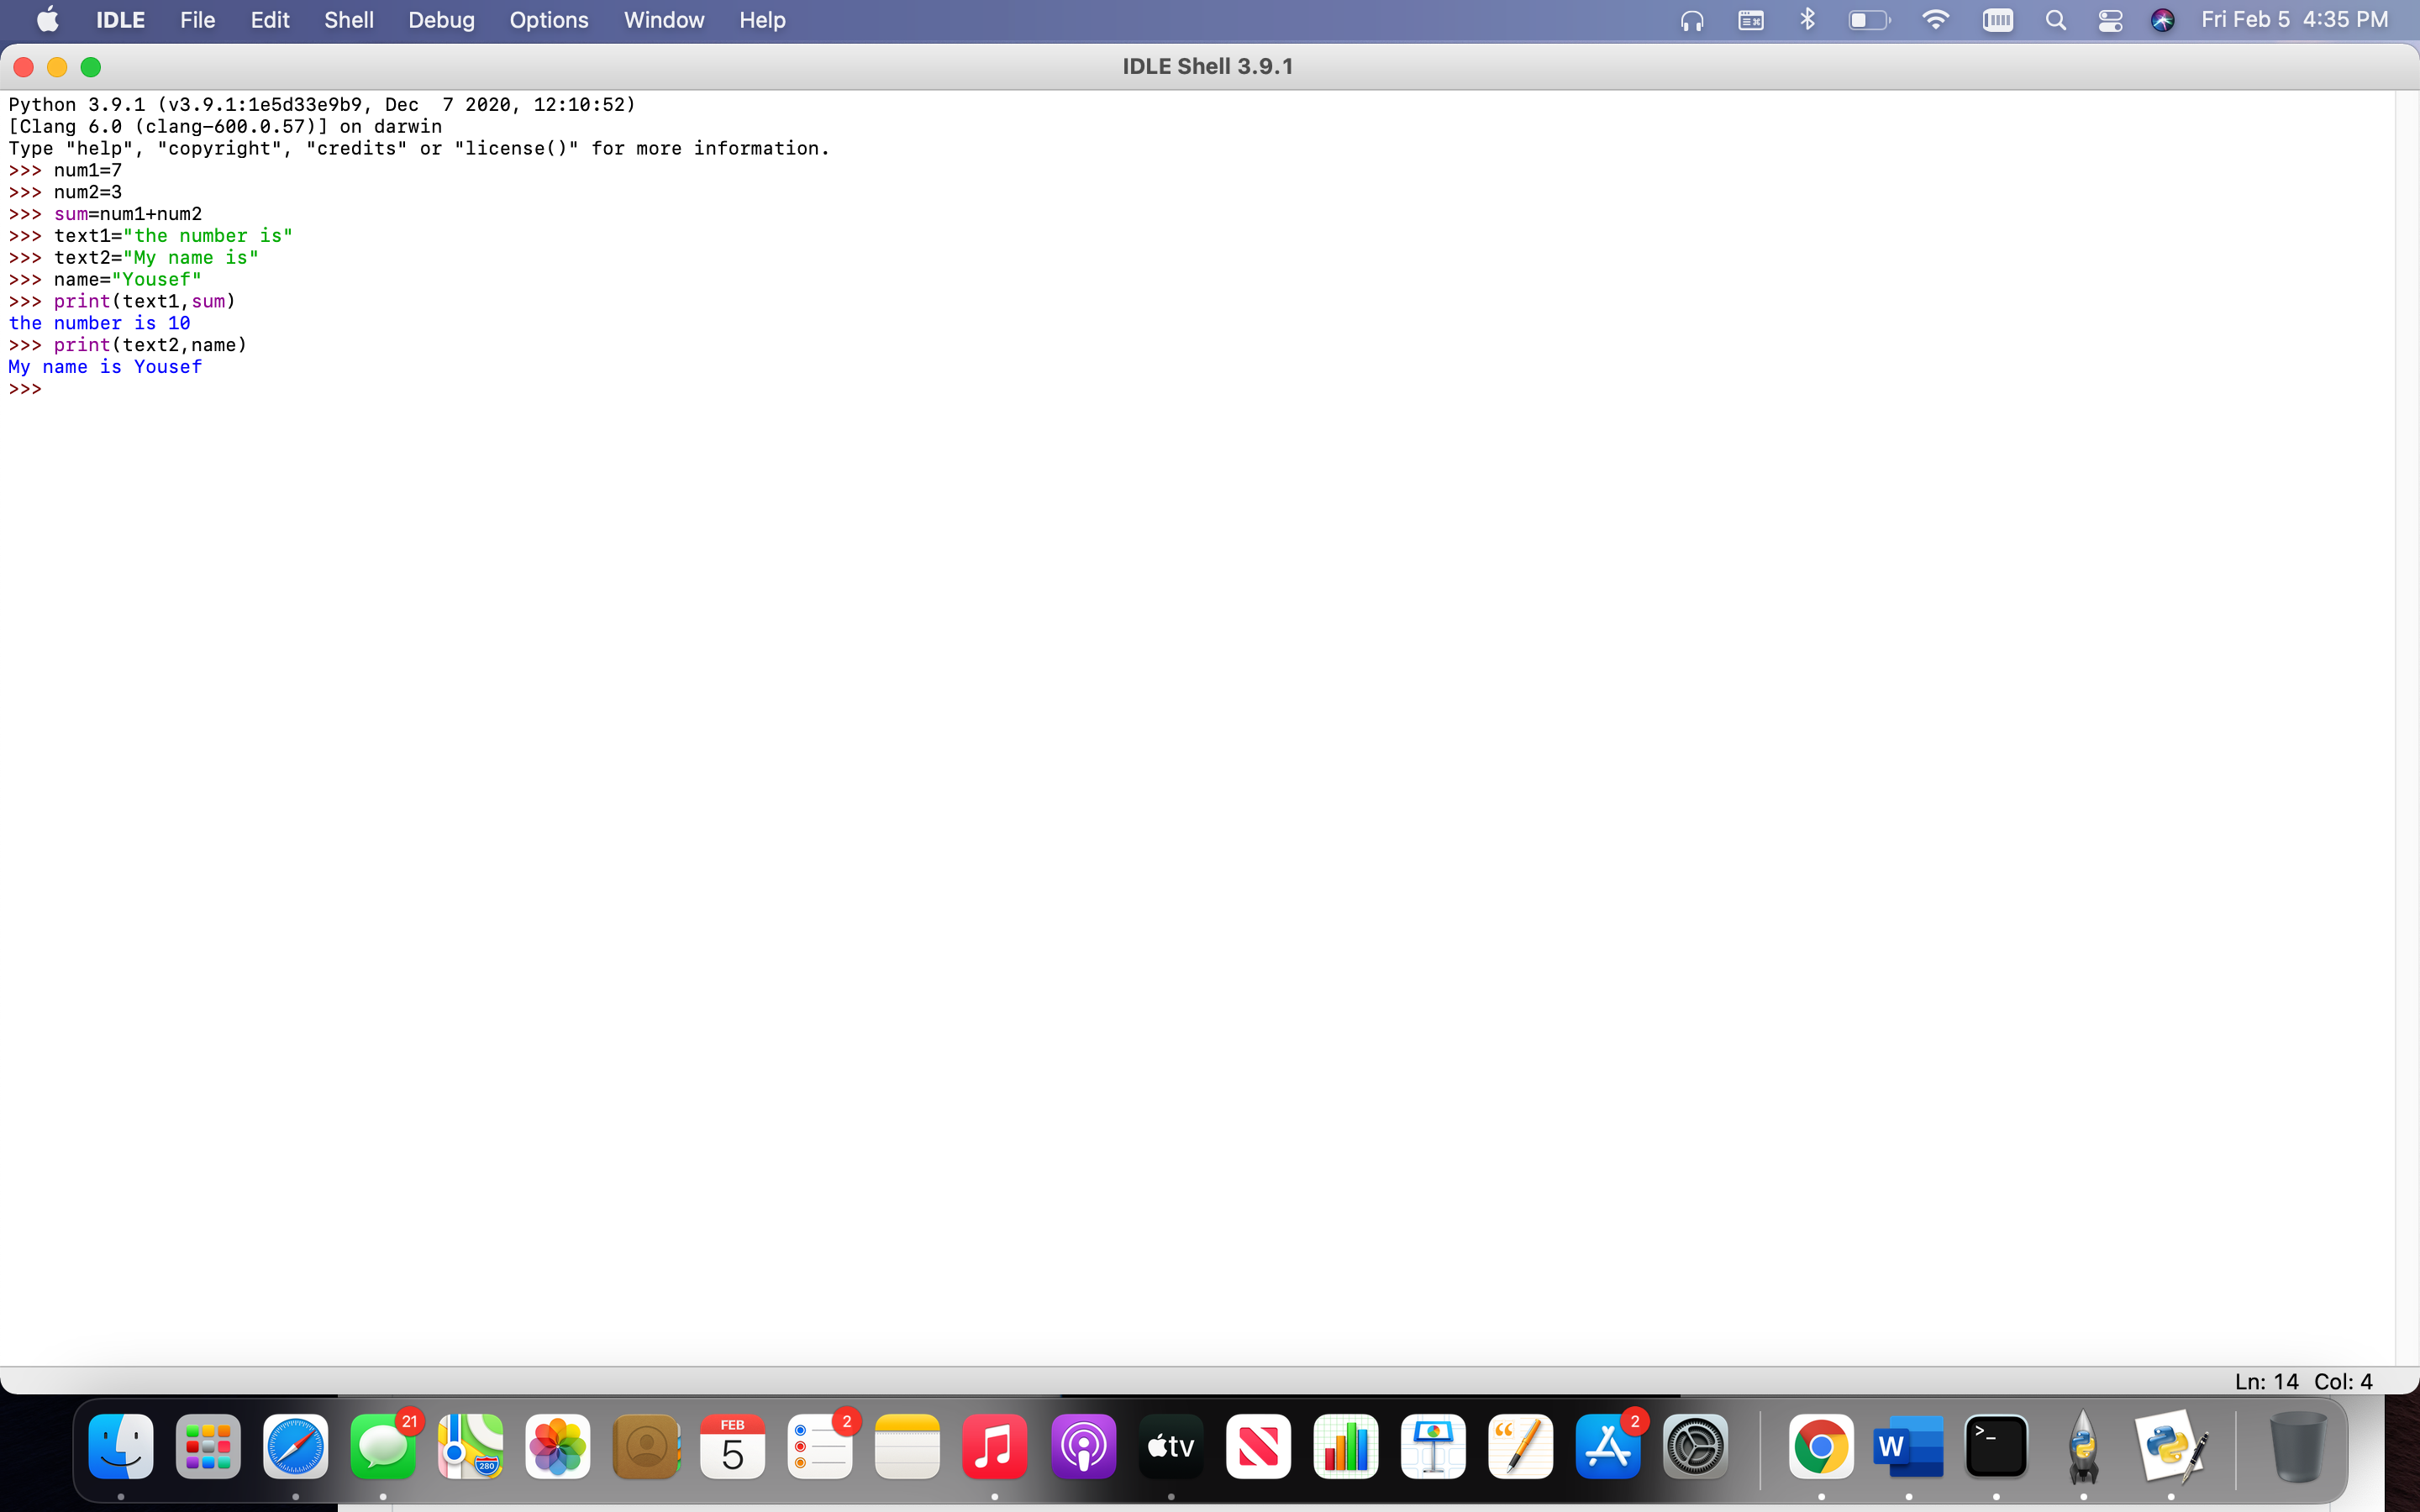 IDLE File Edit Shell Debug Options Window Help Fri Feb 5 4:35 PM
IDLE Shell 3.9.1
Python 3.9.1 (v3.9.1:1e5d33e9b9, Dec  7 2020, 12:10:52)
[Clang 6.0 (clang-600.0.57)] on darwin
Type "help", "copyright", "credits" or "license()" for more information.
>>> num1=7
>>> num2=3
>>> sum=num1+num2
>>> text1="the number is"
>>> text2="My name is"
>>> name="Yousef"
>>> print(text1,sum)
the number is 10
>>> print(text2,name)
My name is Yousef
>>>
Ln: 14 Col: 4
21 FEB 2 2
280 5 tv W >_